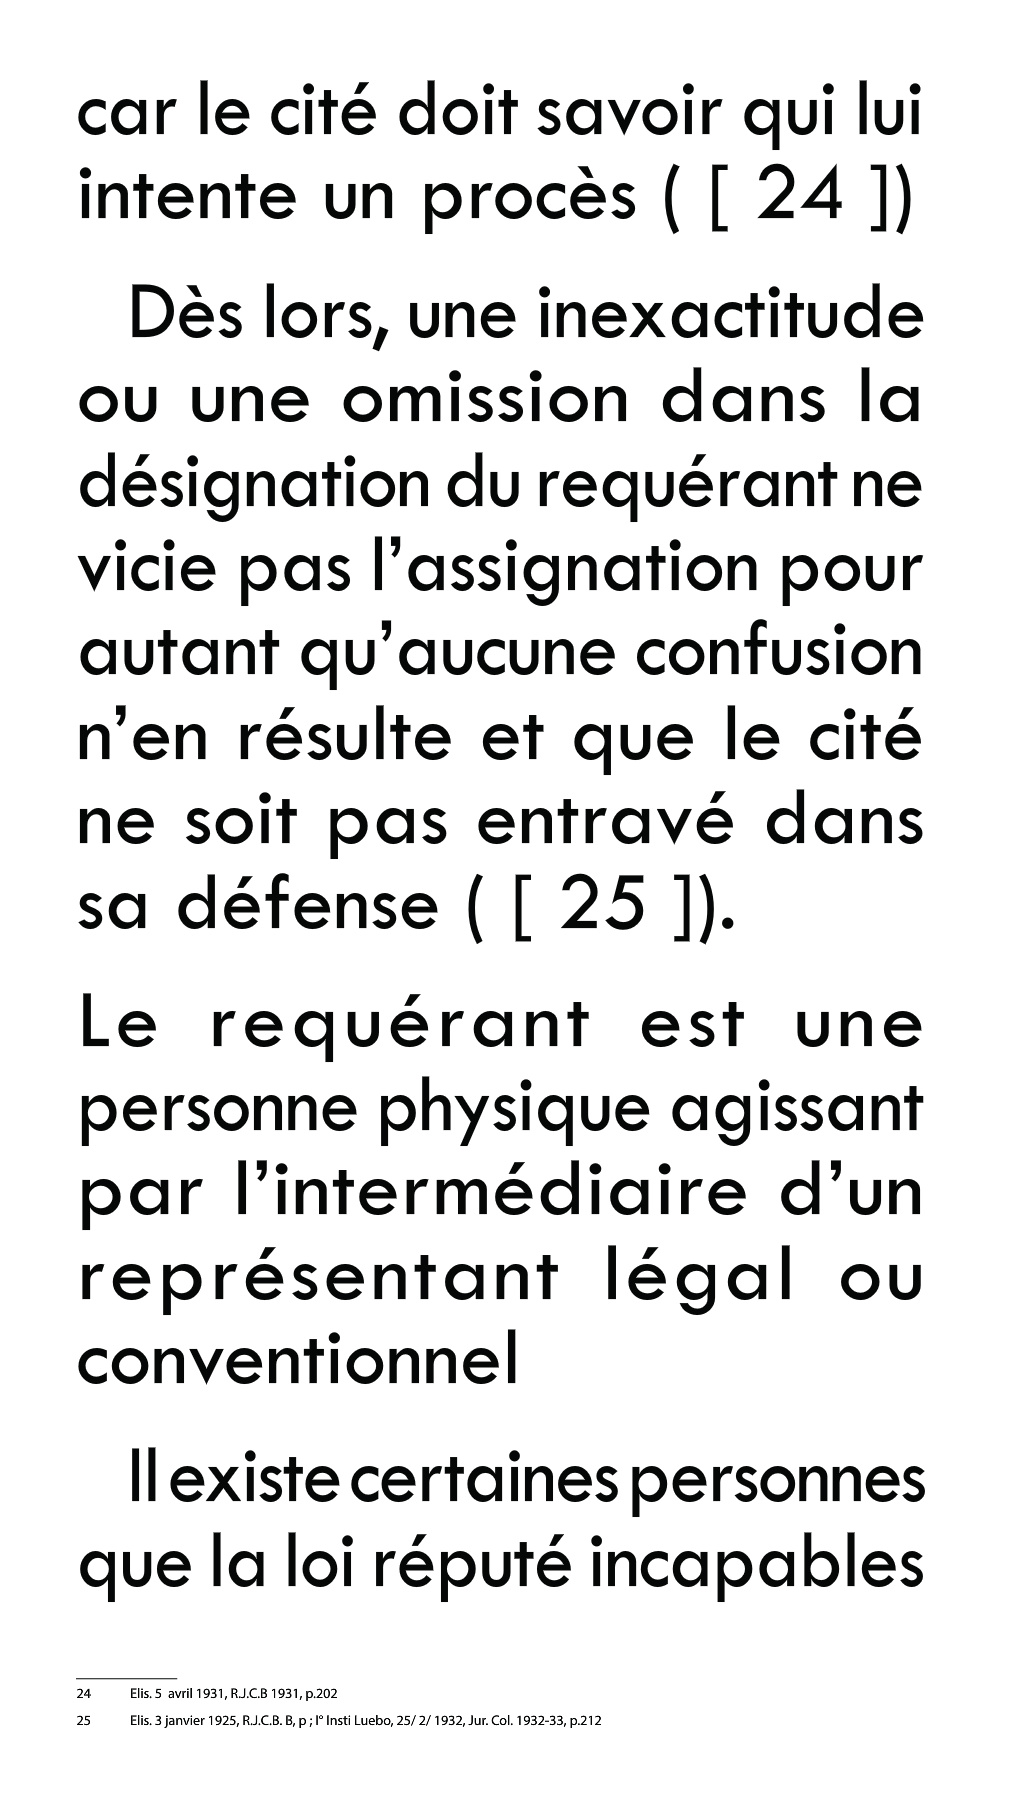 car le cité doit savoir qui lui
intente un procès ( [ 24 ])
Dès lors, une inexactitude
ou une omission dans la
désignation du requérant ne
vicie pas l’assignation pour
autant qu’aucune confusion
n’en résulte et que le cité
ne soit pas entravé dans
sa défense ( [ 25 ]).
Le requérant est une
personne physique agissant
par l’intermédiaire d’un
représentant légal ou
conventionnel
Il existe certaines personnes
que la loi réputé incapables
24 Elis. 5 avril 1931, R.J.C.B 1931, p.202
25 Elis. 3 janvier 1925, R.J.C.B. B, p ; I° Insti Luebo, 25/ 2/ 1932, Jur. Col. 1932-33, p.212